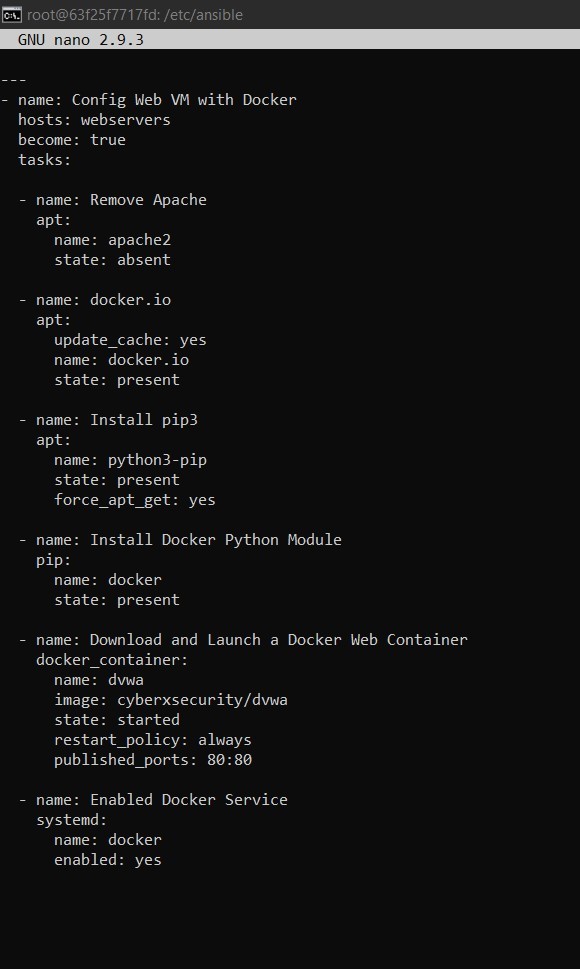 root@63f25f7717fd: /etc/ansible
GNU nano 2.9.3
---
- name: Config Web VM with Docker
  hosts: webservers
  become: true
  tasks:

  - name: Remove Apache
    apt:
      name: apache2
      state: absent

  - name: docker.io
    apt:
      update_cache: yes
      name: docker.io
      state: present

  - name: Install pip3
    apt:
      name: python3-pip
      state: present
      force_apt_get: yes

  - name: Install Docker Python Module
    pip:
      name: docker
      state: present

  - name: Download and Launch a Docker Web Container
    docker_container:
      name: dvwa
      image: cyberxsecurity/dvwa
      state: started
      restart_policy: always
      published_ports: 80:80

  - name: Enabled Docker Service
    systemd:
      name: docker
      enabled: yes